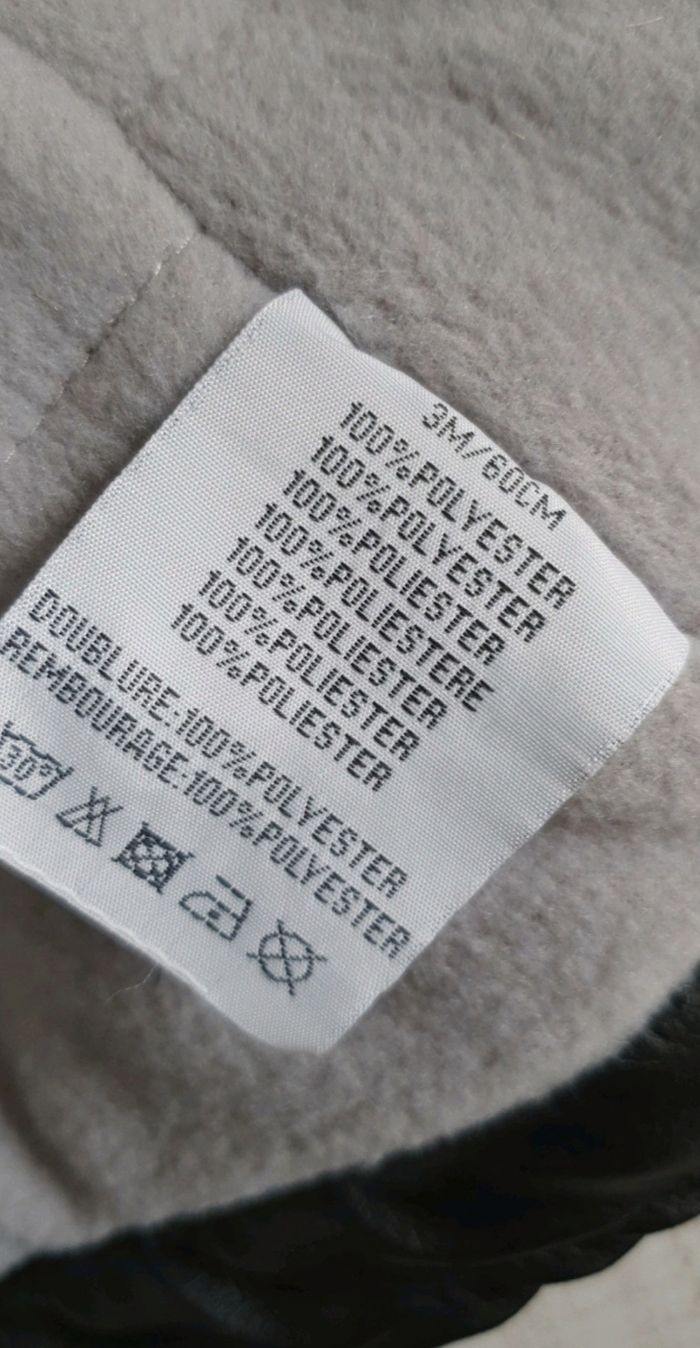 3M/60CM
100%POLYESTER
100%POLYESTER
100%POLIESTER
100%POLIESTERE
100%POLIESTER
100%POLIESTER
100%POLIESTER
DOUBLURE:100%POLYESTER
REMBOURAGE:100%POLYESTER
30°